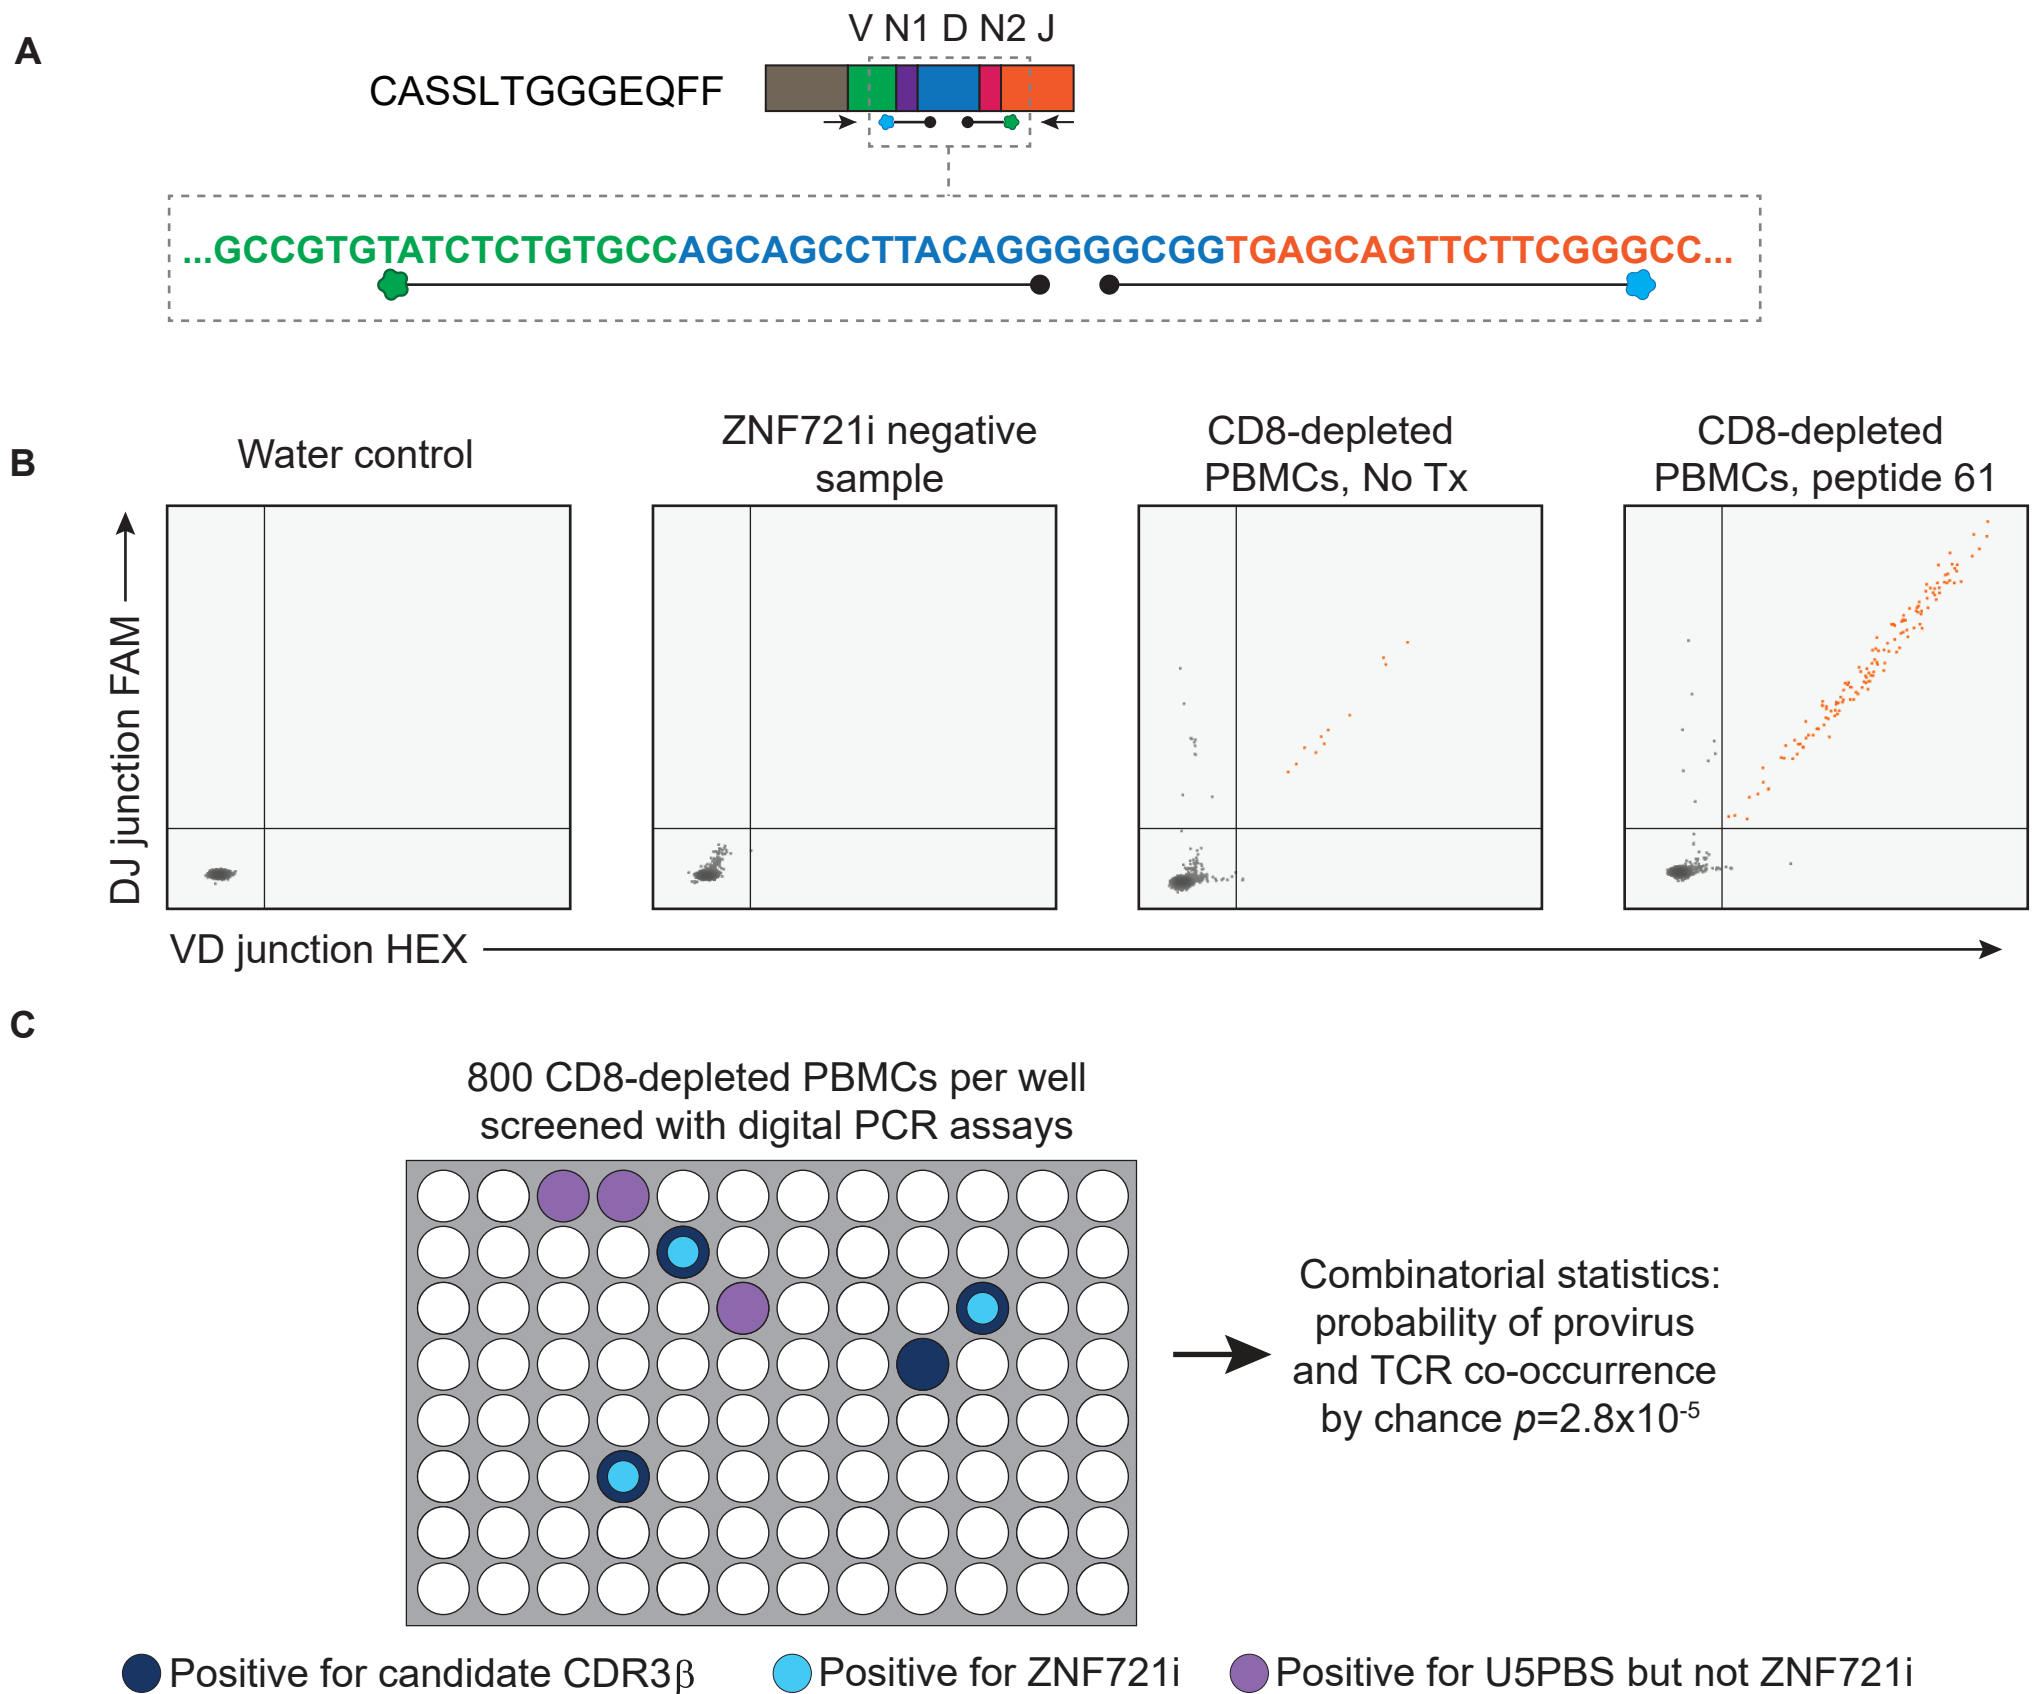 A
V N1 D N2 J
CASSLTGGGEQFF
...GCCGTGTATCTCTGTGCCAGCAGCCTTACAGGGGGCGGTGAGCAGTTCTTCGGGCC...
B
Water control
ZNF721i negative
sample
CD8-depleted
PBMCs, No Tx
CD8-depleted
PBMCs, peptide 61
DJ junction FAM
VD junction HEX
C
800 CD8-depleted PBMCs per well
screened with digital PCR assays
Combinatorial statistics:
probability of provirus
and TCR co-occurrence
by chance p=2.8x10⁻⁵
Positive for candidate CDR3β
Positive for ZNF721i
Positive for U5PBS but not ZNF721i